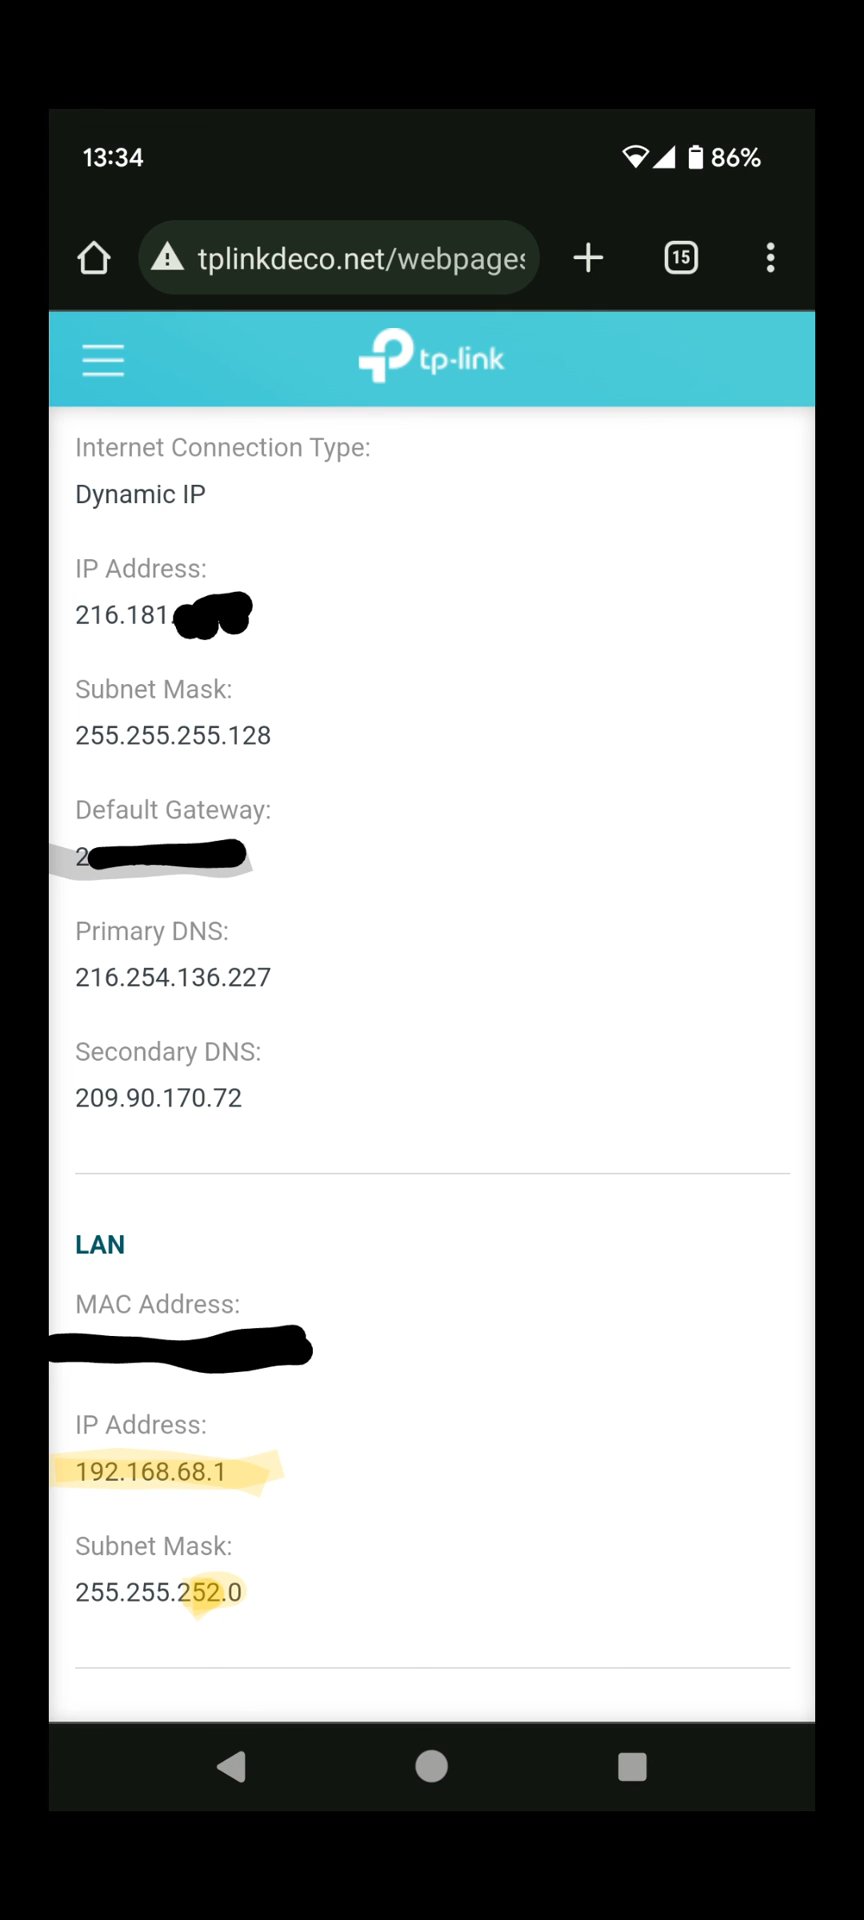 13:34
86%
tplinkdeco.net/webpages
15
tp-link
Internet Connection Type:
Dynamic IP
IP Address:
216.181.
Subnet Mask:
255.255.255.128
Default Gateway:
2
Primary DNS:
216.254.136.227
Secondary DNS:
209.90.170.72
LAN
MAC Address:
IP Address:
192.168.68.1
Subnet Mask:
255.255.252.0